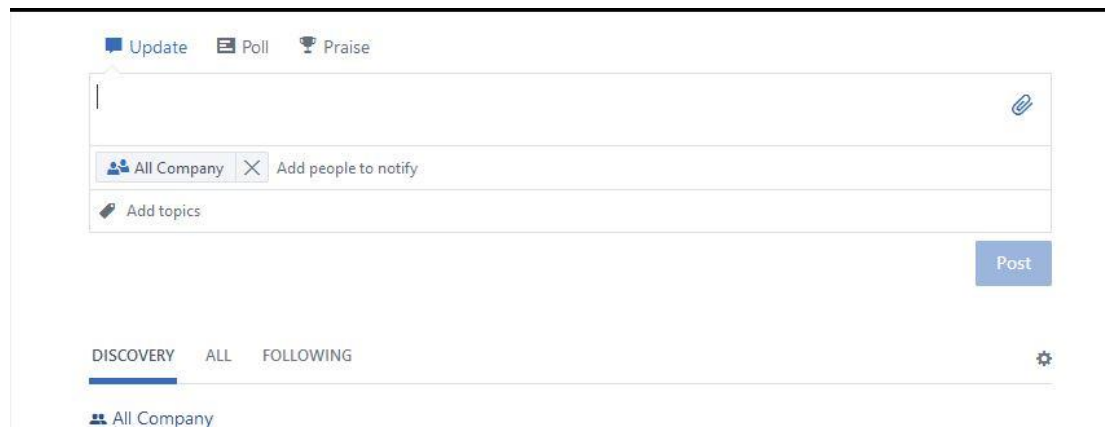 Update Poll Praise
All Company Add people to notify
Add topics
Post
DISCOVERY ALL FOLLOWING
All Company